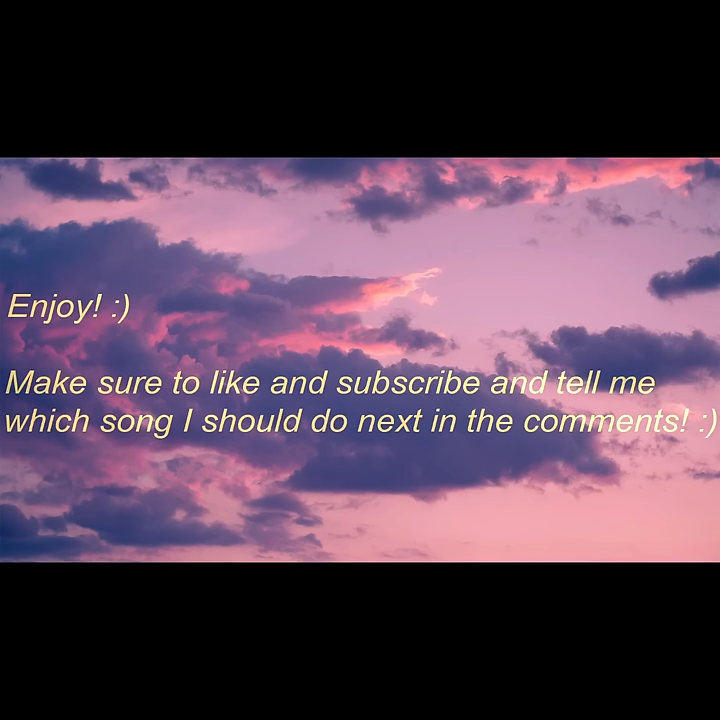 Enjoy! :)
Make sure to like and subscribe and tell me
which song I should do next in the comments! :)